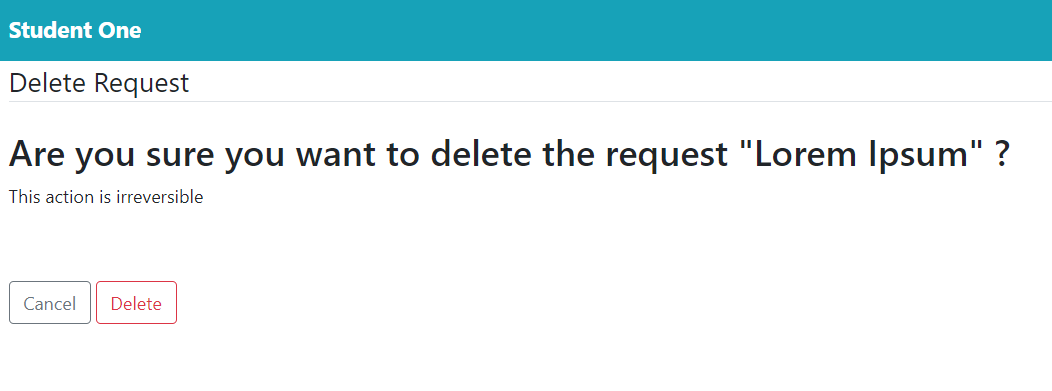 Student One
Delete Request
Are you sure you want to delete the request "Lorem Ipsum" ?
This action is irreversible
Cancel Delete